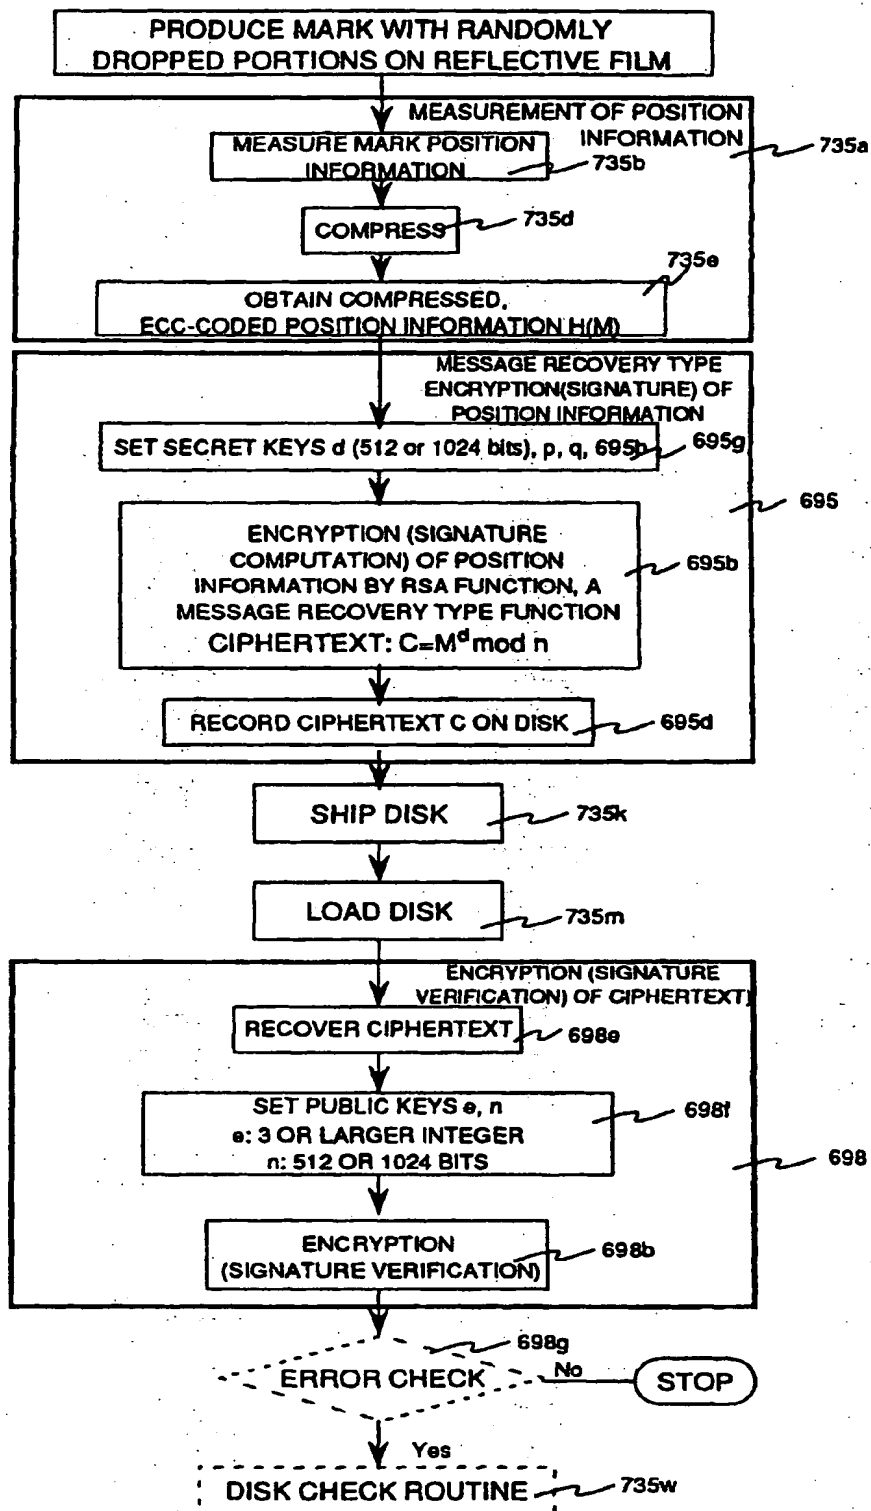 PRODUCE MARK WITH RANDOMLY
DROPPED PORTIONS ON REFLECTIVE FILM
MEASUREMENT OF POSITION
INFORMATION
735a
MEASURE MARK POSITION
INFORMATION
735b
COMPRESS
735d
735e
OBTAIN COMPRESSED,
ECC-CODED POSITION INFORMATION H(M)
MESSAGE RECOVERY TYPE
ENCRYPTION(SIGNATURE) OF
POSITION INFORMATION
SET SECRET KEYS d (512 or 1024 bits), p, q, 695h
695g
695
ENCRYPTION (SIGNATURE
COMPUTATION) OF POSITION
INFORMATION BY RSA FUNCTION, A
MESSAGE RECOVERY TYPE FUNCTION
CIPHERTEXT: C=M^d mod n
695b
RECORD CIPHERTEXT C ON DISK
695d
SHIP DISK
735k
LOAD DISK
735m
ENCRYPTION (SIGNATURE
VERIFICATION) OF CIPHERTEXT]
RECOVER CIPHERTEXT
698e
SET PUBLIC KEYS e, n
e: 3 OR LARGER INTEGER
n: 512 OR 1024 BITS
698f
698
ENCRYPTION
(SIGNATURE VERIFICATION)
698b
698g
ERROR CHECK
No
STOP
Yes
DISK CHECK ROUTINE
735w